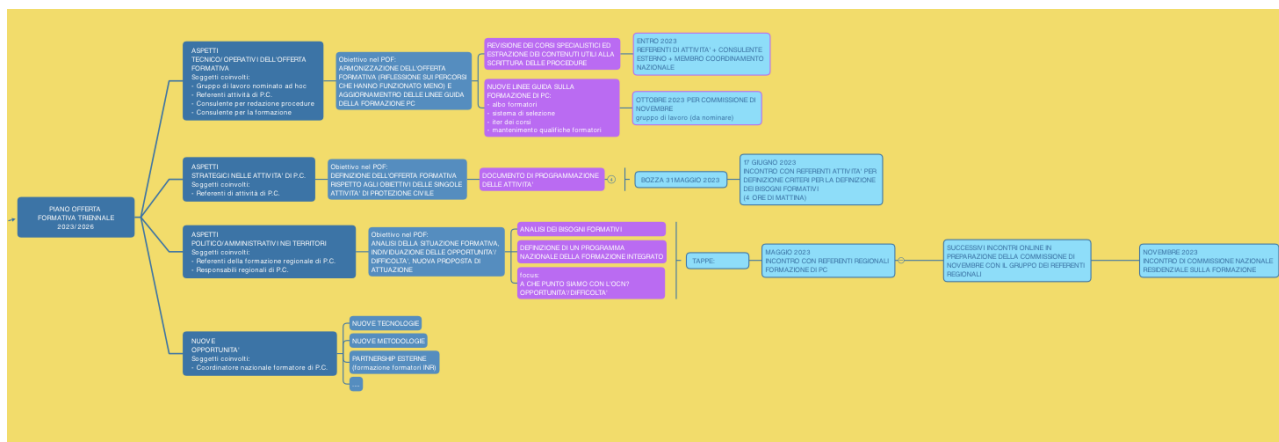 PIANO OFFERTA
FORMATIVA TRIENNALE
2023/2026
ASPETTI
TECNICO/ OPERATIVI DELL'OFFERTA
FORMATIVA
Soggetti coinvolti:
- Gruppo di lavoro nominato ad hoc
- Referenti attività di P.C.
- Consulente per redazione procedure
- Consulente per la formazione
Obiettivo nel POF:
ARMONIZZAZIONE DELL'OFFERTA
FORMATIVA (RIFLESSIONE SUI PERCORSI
CHE HANNO FUNZIONATO MENO) E
AGGIORNAMENTRO DELLE LINEE GUIDA
DELLA FORMAZIONE PC
REVISIONE DEI CORSI SPECIALISTICI ED
ESTRAZIONE DEI CONTENUTI UTILI ALLA
SCRITTURA DELLE PROCEDURE
ENTRO 2023
REFERENTI DI ATTIVITA' + CONSULENTE
ESTERNO + MEMBRO COORDINAMENTO
NAZIONALE
NUOVE LINEE GUIDA SULLA
FORMAZIONE DI PC:
- albo formatori
- sistema di selezione
- iter dei corsi
- mantenimento qualifiche formatori
OTTOBRE 2023 PER COMMISSIONE DI
NOVEMBRE
gruppo di lavoro (da nominare)
ASPETTI
STRATEGICI NELLE ATTIVITA' DI P.C.
Soggetti coinvolti:
- Referenti di attività di P.C.
Obiettivo nel POF:
DEFINIZIONE DELL'OFFERTA FORMATIVA
RISPETTO AGLI OBIETTIVI DELLE SINGOLE
ATTIVITA' DI PROTEZIONE CIVILE
DOCUMENTO DI PROGRAMMAZIONE
DELLE ATTIVITA'
BOZZA 31MAGGIO 2023
17 GIUGNO 2023
INCONTRO CON REFERENTI ATTIVITA' PER
DEFINIZIONE CRITERI PER LA DEFINIZIONE
DEI BISOGNI FORMATIVI
(4 ORE DI MATTINA)
ASPETTI
POLITICO/AMMINISTRATIVI NEI TERRITORI
Soggetti coinvolti:
- Referenti della formazione regionale di P.C.
- Responsabili regionali di P.C.
Obiettivo nel POF:
ANALISI DELLA SITUAZIONE FORMATIVA,
INDIVIDUAZIONE DELLE OPPORTUNITA'/
DIFFICOLTA', NUOVA PROPOSTA DI
ATTUAZIONE
ANALISI DEI BISOGNI FORMATIVI
DEFINIZIONE DI UN PROGRAMMA
NAZIONALE DELLA FORMAZIONE INTEGRATO
focus:
A CHE PUNTO SIAMO CON L'OCN?
OPPORTUNITA'/DIFFICOLTA'
TAPPE:
MAGGIO 2023
INCONTRO CON REFERENTI REGIONALI
FORMAZIONE DI PC
SUCCESSIVI INCONTRI ONLINE IN
PREPARAZIONE DELLA COMMISSIONE DI
NOVEMBRE CON IL GRUPPO DEI REFERENTI
REGIONALI
NOVEMBRE 2023
INCONTRO DI COMMISSIONE NAZIONALE
RESIDENZIALE SULLA FORMAZIONE
NUOVE
OPPORTUNITA'
Soggetti coinvolti:
- Coordinatore nazionale formatore di P.C.
NUOVE TECNOLOGIE
NUOVE METODOLOGIE
PARTNERSHIP ESTERNE
(formazione formatori INR)
....